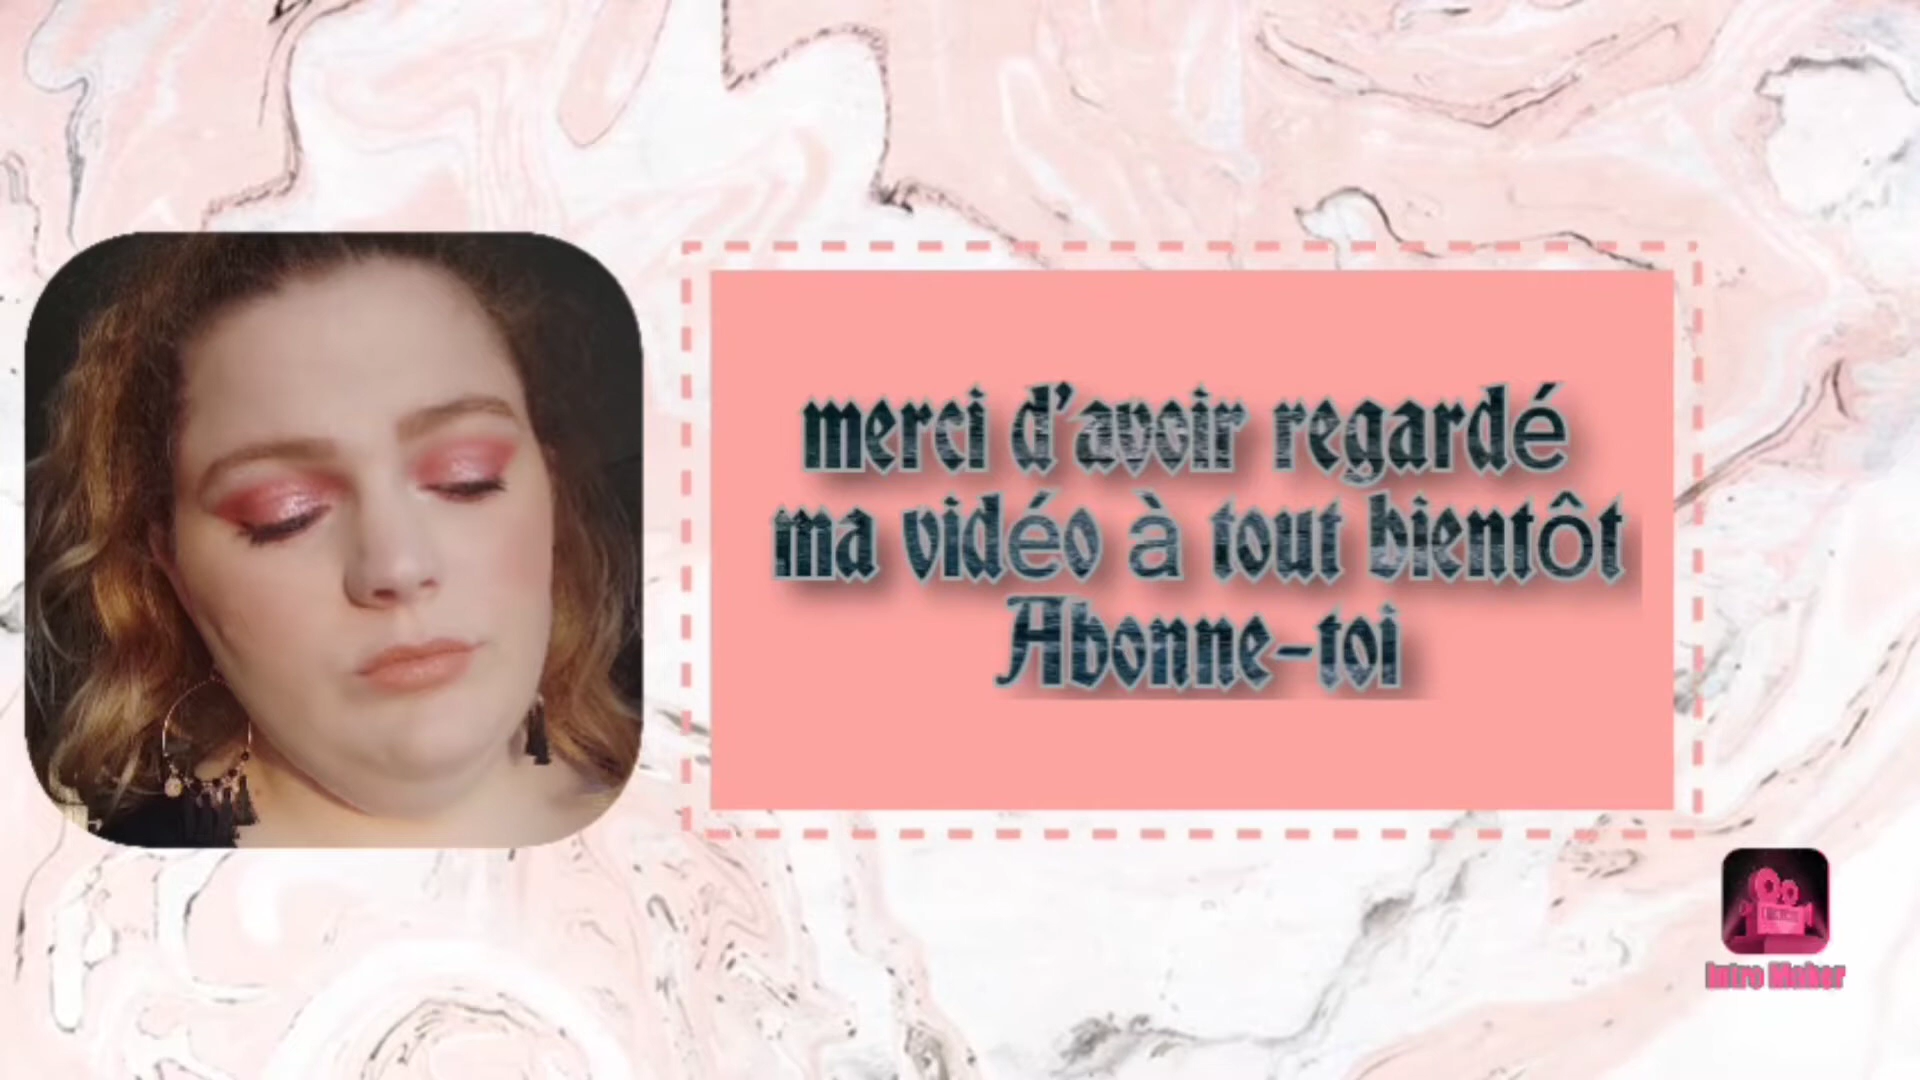 merci d'avoir regardé
ma vidéo à tout bientôt
Abonne-toi
Intro Maker